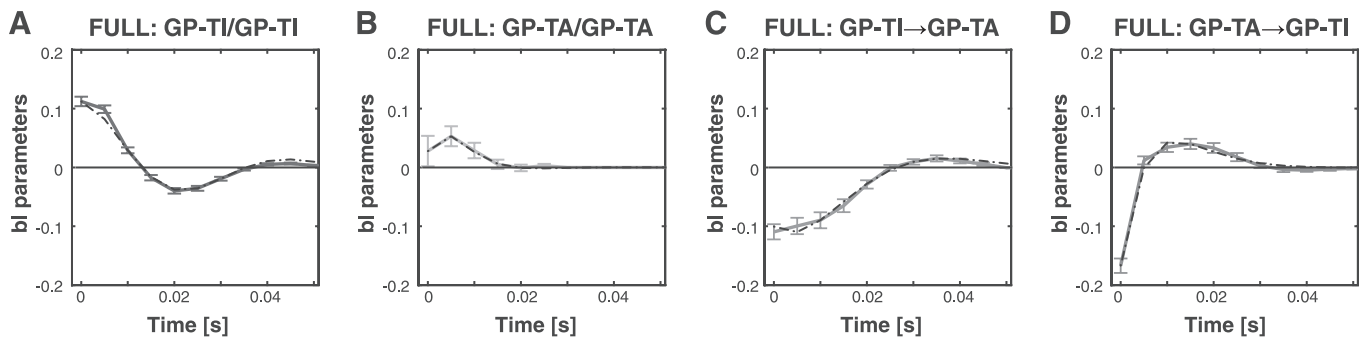 A
FULL: GP-TI/GP-TI
bl parameters
0.2
0.1
0
-0.1
-0.2
0
0.02
0.04
Time [s]
B
FULL: GP-TA/GP-TA
bl parameters
0.2
0.1
0
-0.1
-0.2
0
0.02
0.04
Time [s]
C
FULL: GP-TI→GP-TA
bl parameters
0.2
0.1
0
-0.1
-0.2
0
0.02
0.04
Time [s]
D
FULL: GP-TA→GP-TI
bl parameters
0.2
0.1
0
-0.1
-0.2
0
0.02
0.04
Time [s]